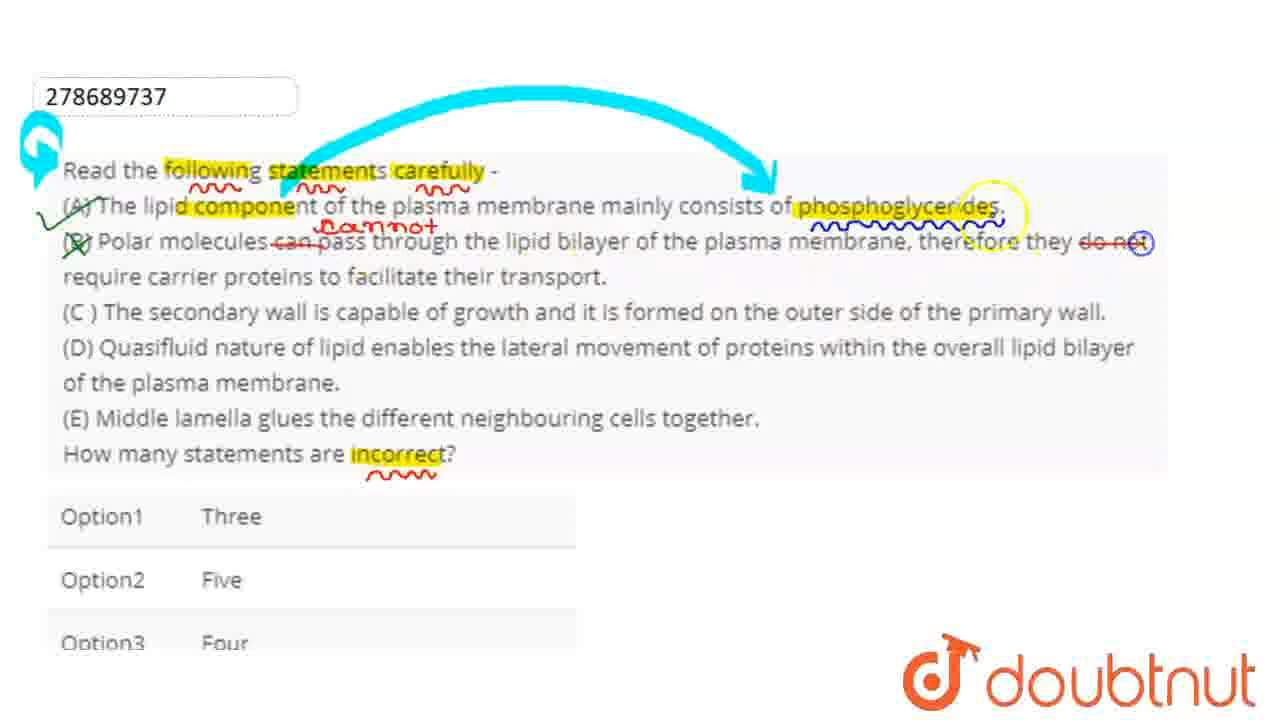 278689737
Read the following statements carefully -
(A) The lipid component of the plasma membrane mainly consists of phosphoglycerides.
cannot
(B) Polar molecules can pass through the lipid bilayer of the plasma membrane, therefore they do not
require carrier proteins to facilitate their transport.
(C ) The secondary wall is capable of growth and it is formed on the outer side of the primary wall.
(D) Quasifluid nature of lipid enables the lateral movement of proteins within the overall lipid bilayer
of the plasma membrane.
(E) Middle lamella glues the different neighbouring cells together.
How many statements are incorrect?
Option1 Three
Option2 Five
Option3 Four
doubtnut